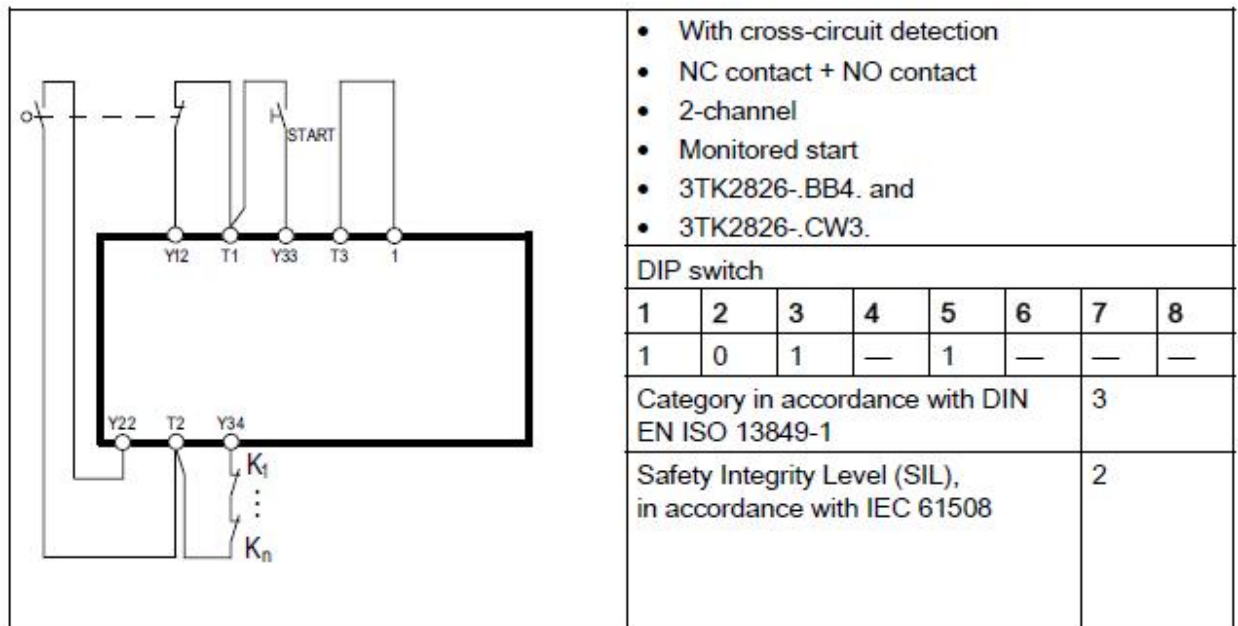 START
Y12 T1 Y33 T3 1
Y22 T2 Y34
K1
Kn
• With cross-circuit detection
• NC contact + NO contact
• 2-channel
• Monitored start
• 3TK2826-.BB4. and
• 3TK2826-.CW3.
DIP switch
1 2 3 4 5 6 7 8
1 0 1 — 1 — — —
Category in accordance with DIN 3
EN ISO 13849-1
Safety Integrity Level (SIL), 2
in accordance with IEC 61508